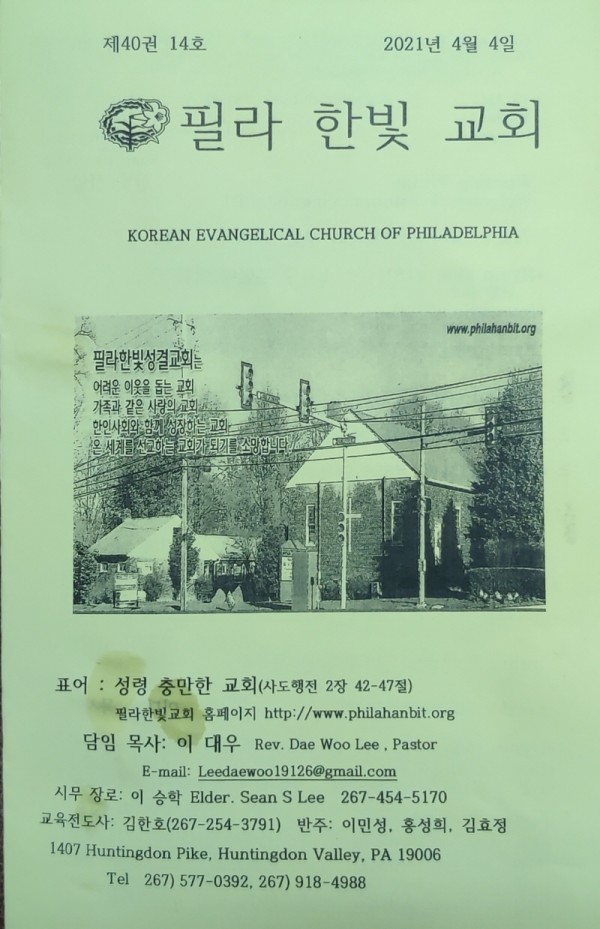 제40권 14호 2021년 4월 4일
필라 한빛 교회
KOREAN EVANGELICAL CHURCH OF PHILADELPHIA
www.philahanbit.org
필라한빛성결교회는
어려운 이웃을 돕는 교회
가족과 같은 사랑의 교회
한인사회와 함께 성장하는 교회
온 세계를 선교하는 교회가 되기를 소망합니다
표어 : 성령 충만한 교회(사도행전 2장 42-47절)
필라한빛교회 홈페이지 http://www.philahanbit.org
담임 목사: 이 대우 Rev. Dae Woo Lee , Pastor
E-mail: Leedaewoo19126@gmail.com
시무 장로: 이 승학 Elder. Sean S Lee 267-454-5170
교육전도사: 김한호(267-254-3791) 반주: 이민성, 홍성희, 김효정
1407 Huntingdon Pike, Huntingdon Valley, PA 19006
Tel 267) 577-0392, 267) 918-4988